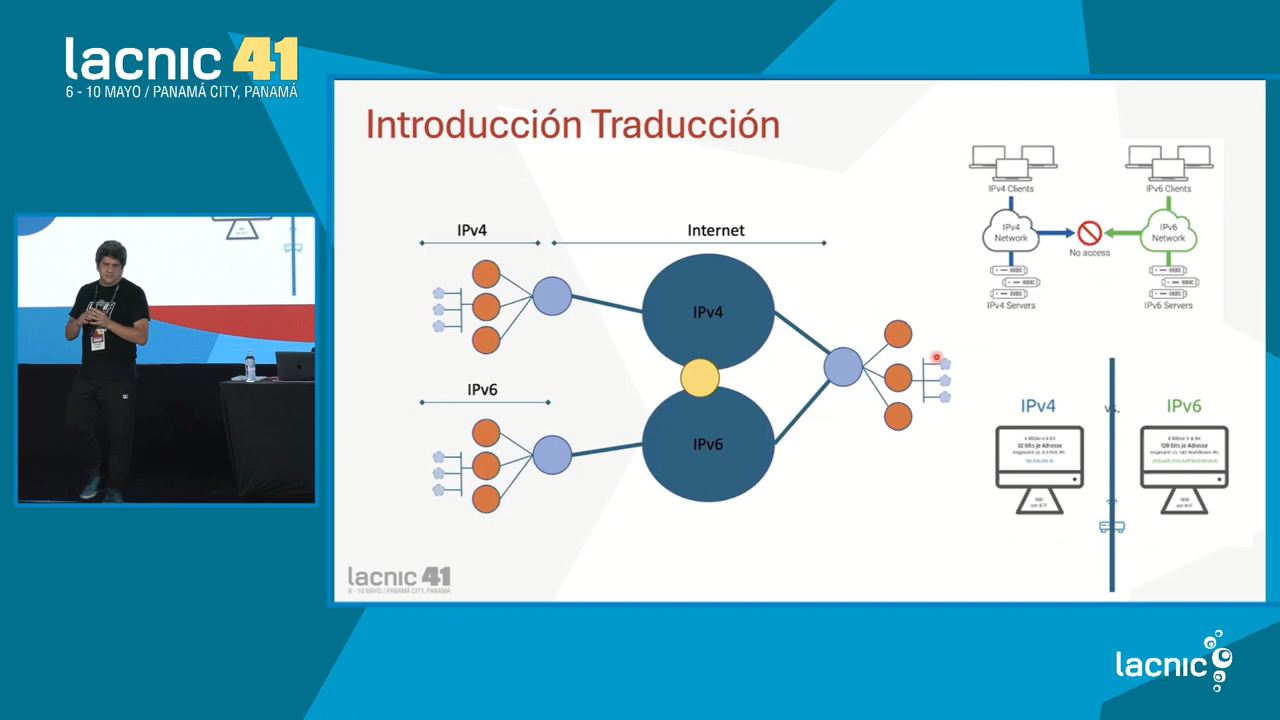 lacnic 41
6 - 10 MAYO / PANAMÁ CITY, PANAMÁ
Introducción Traducción
IPv4
Internet
IPv4
IPv6
IPv6
IPv4 Clients
IPv6 Clients
IPv4
Network
No access
IPv6
Network
IPv4 Servers
IPv6 Servers
IPv4
vs.
IPv6
32 bits je Adresse
128 bits je Adresse
lacnic 41
6 - 10 MAYO / PANAMÁ CITY, PANAMÁ
lacnic